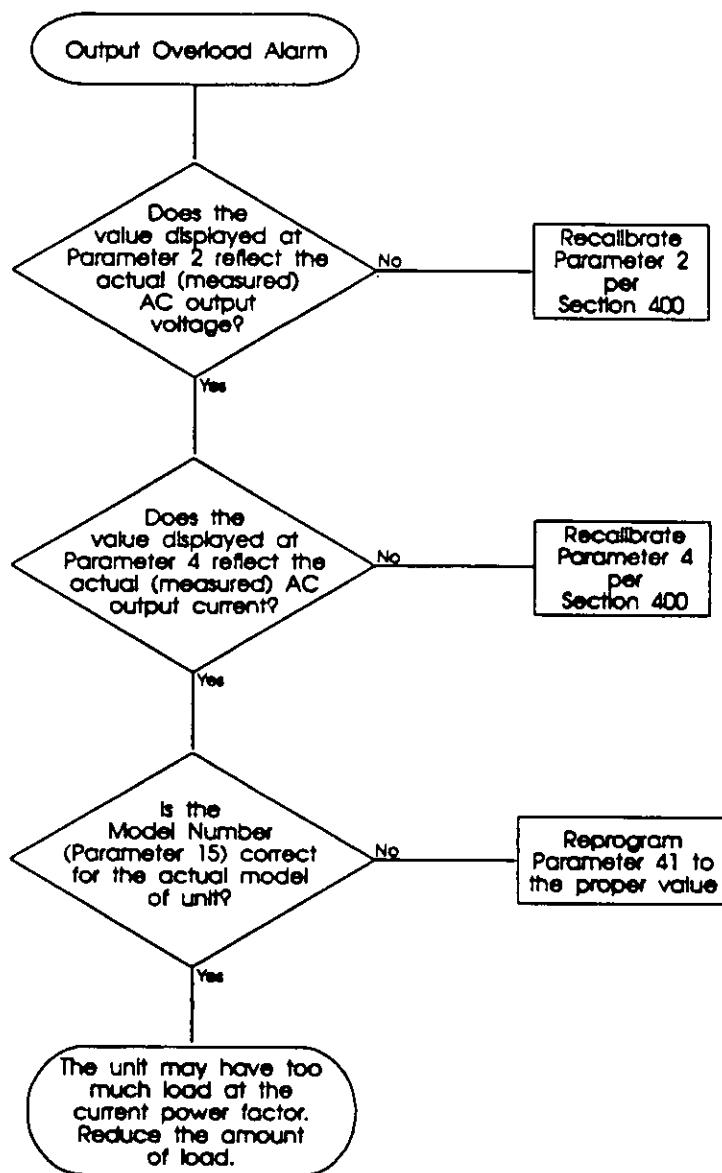 Output Overload Alarm
Does the
value displayed at
Parameter 2 reflect the
actual (measured)
AC output
voltage?
No
Recalibrate
Parameter 2
per
Section 400
Yes
Does the
value displayed at
Parameter 4 reflect the
actual (measured) AC
output current?
No
Recalibrate
Parameter 4
per
Section 400
Yes
Is the
Model Number
(Parameter 15) correct
for the actual model
of unit?
No
Reprogram
Parameter 41 to
the proper value
Yes
The unit may have too
much load at the
current power factor.
Reduce the amount
of load.